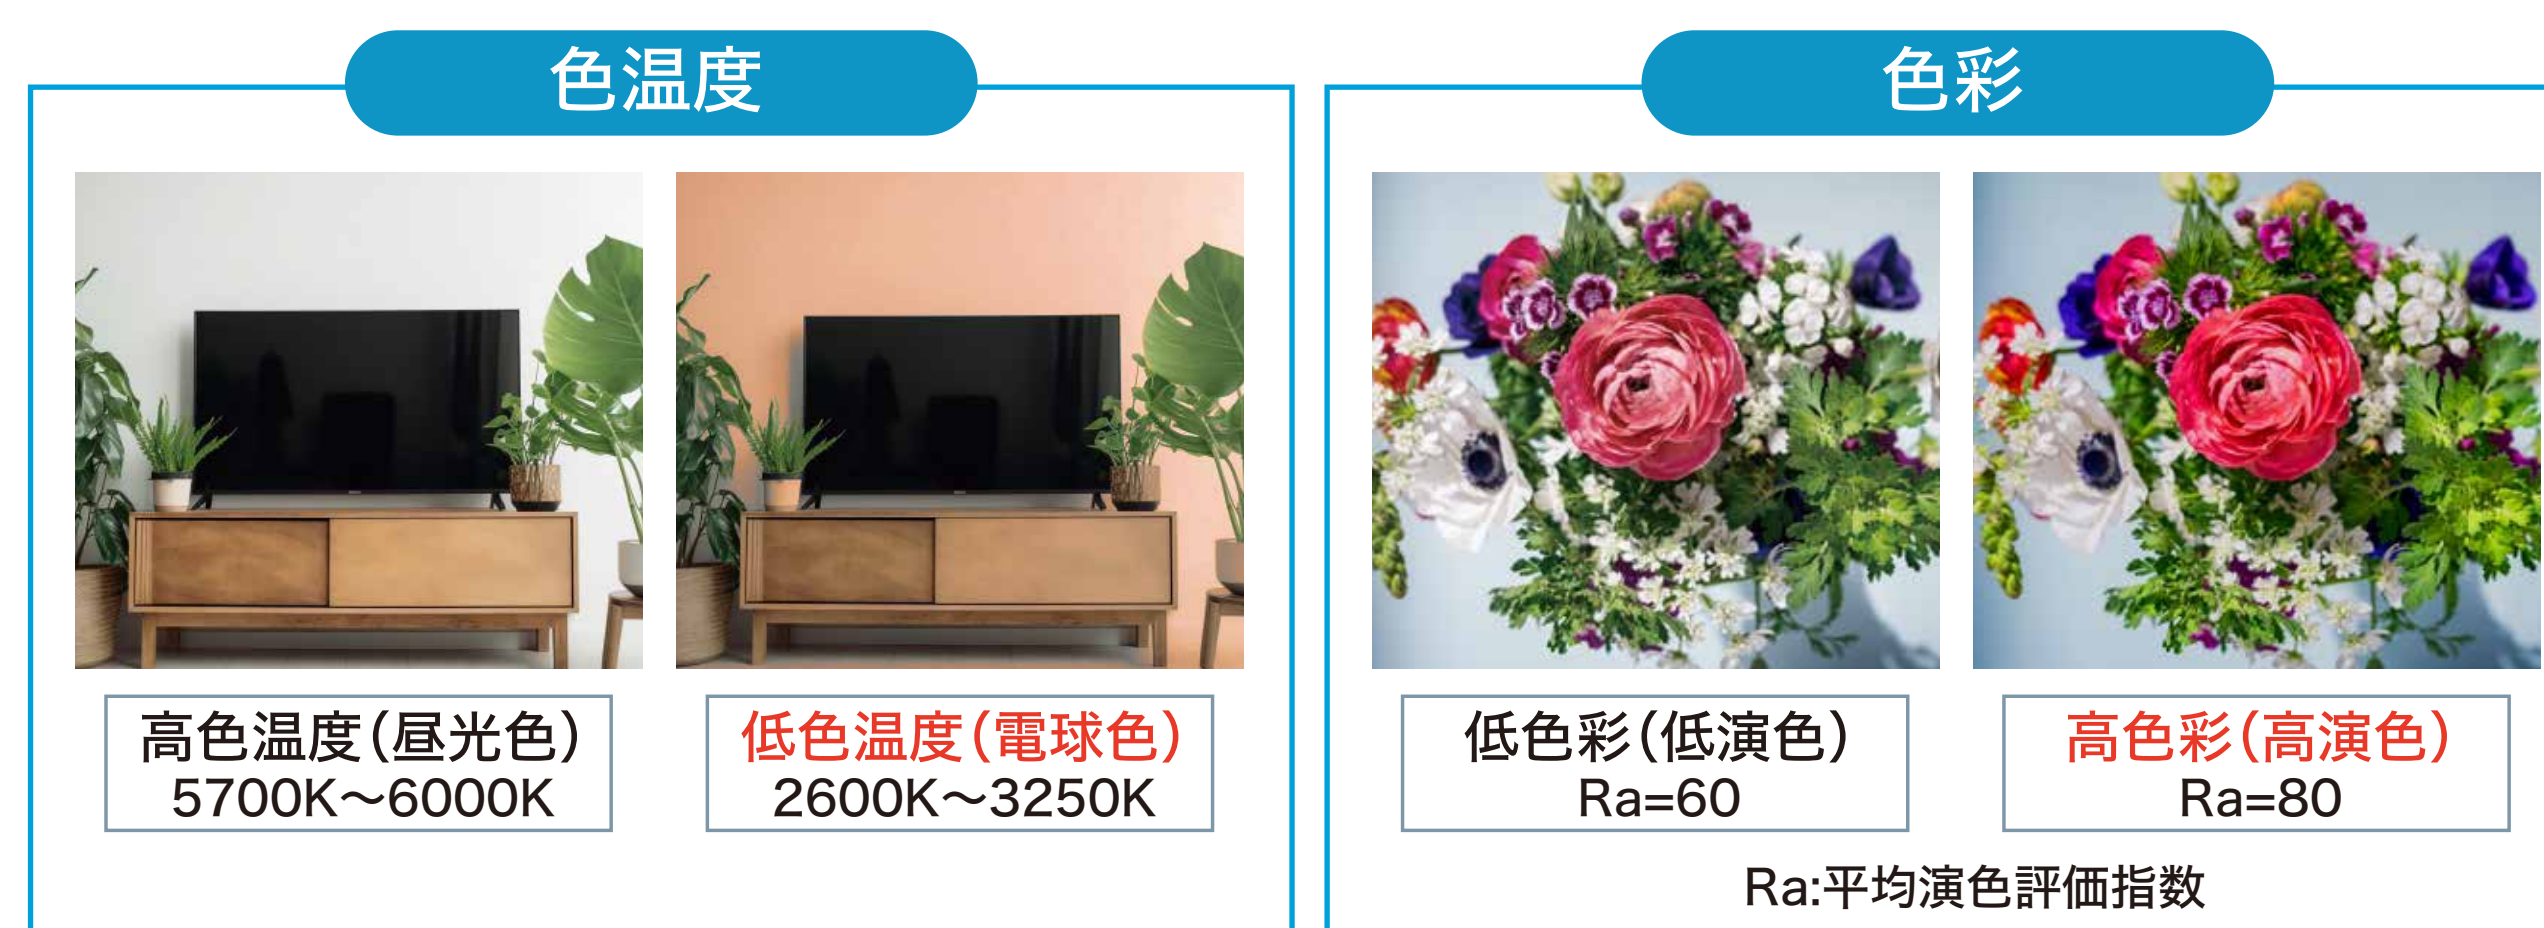 色温度
高色温度(昼光色)
5700K～6000K
低色温度(電球色)
2600K～3250K
色彩
低色彩(低演色)
Ra=60
高色彩(高演色)
Ra=80
Ra:平均演色評価指数